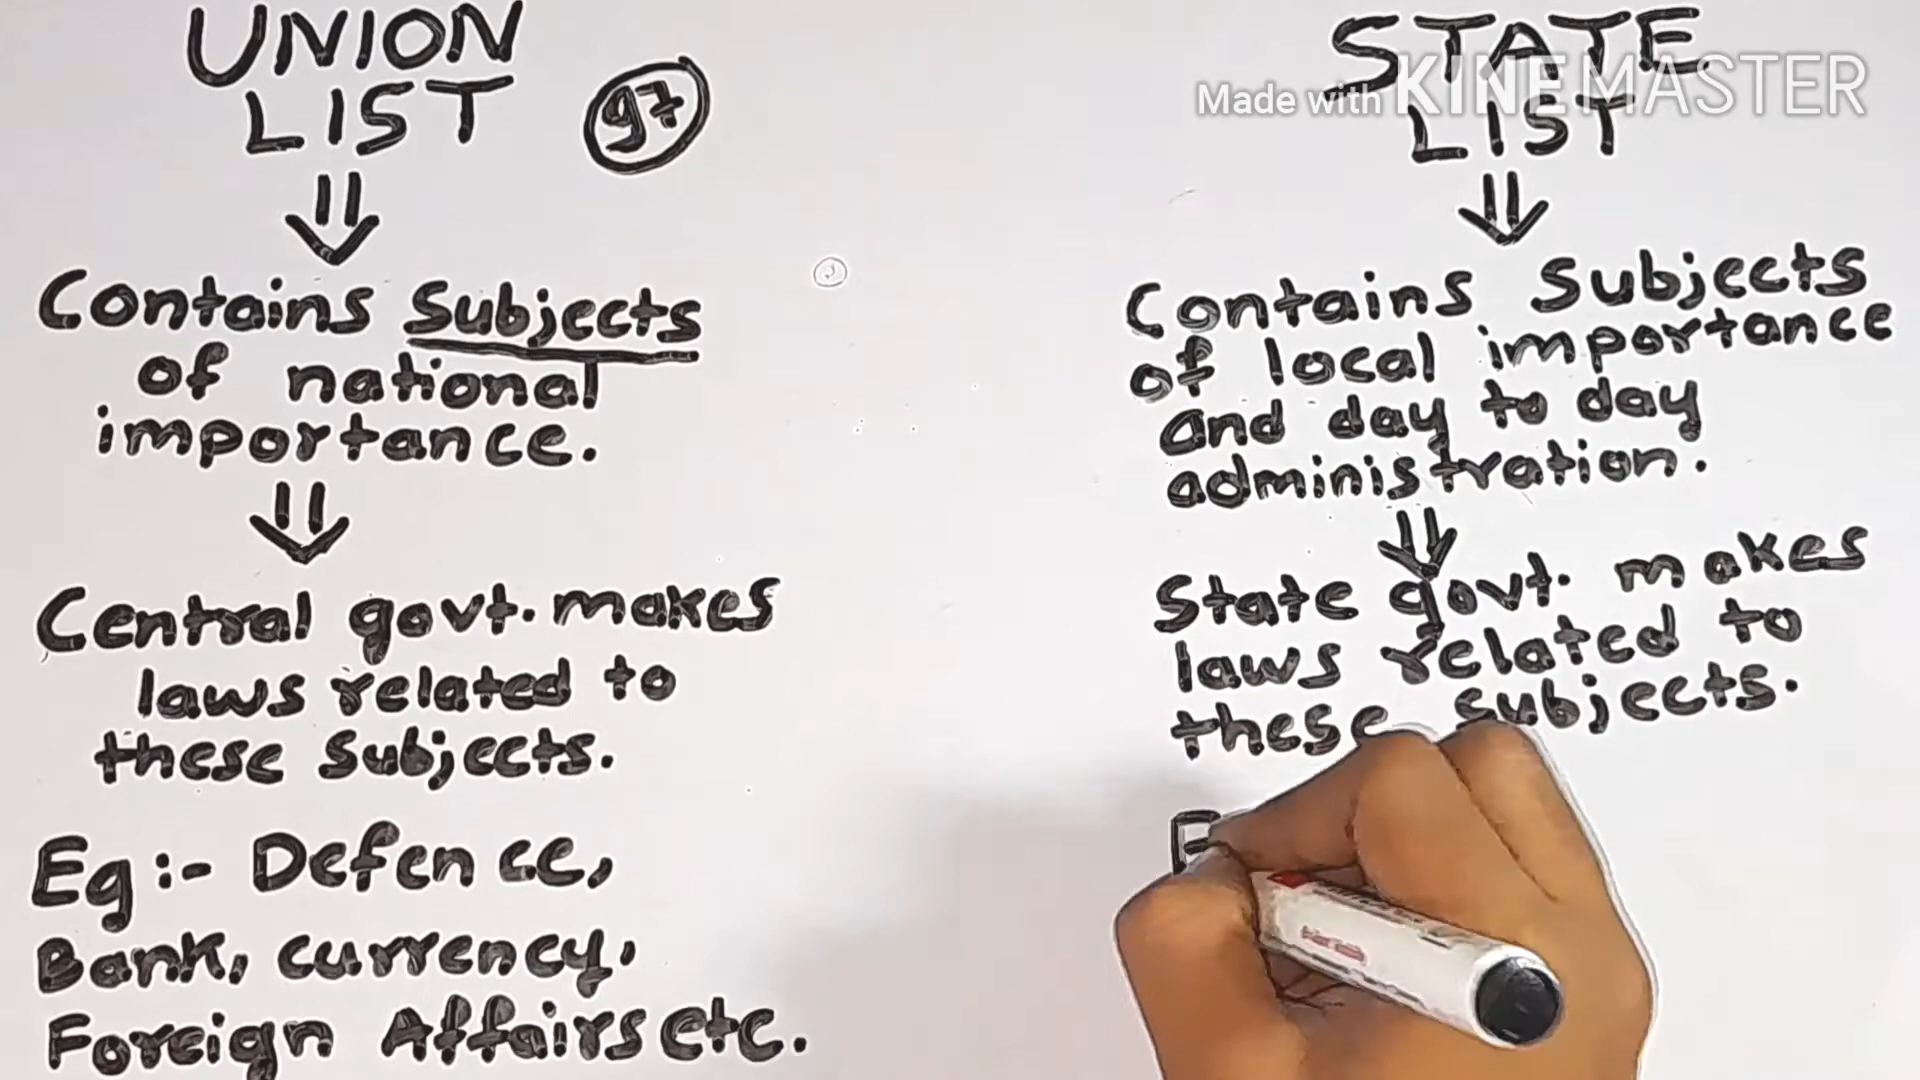 UNION
LIST
97
Contains Subjects
of national
importance.
Central govt. makes
laws related to
these Subjects.
Eg:- Defence,
Bank, currency,
Foreign Affairs etc.
STATE
LIST
Made with KINEMASTER
Contains Subjects
of local importance
and day to day
administration.
State govt. makes
laws related to
these subjects.